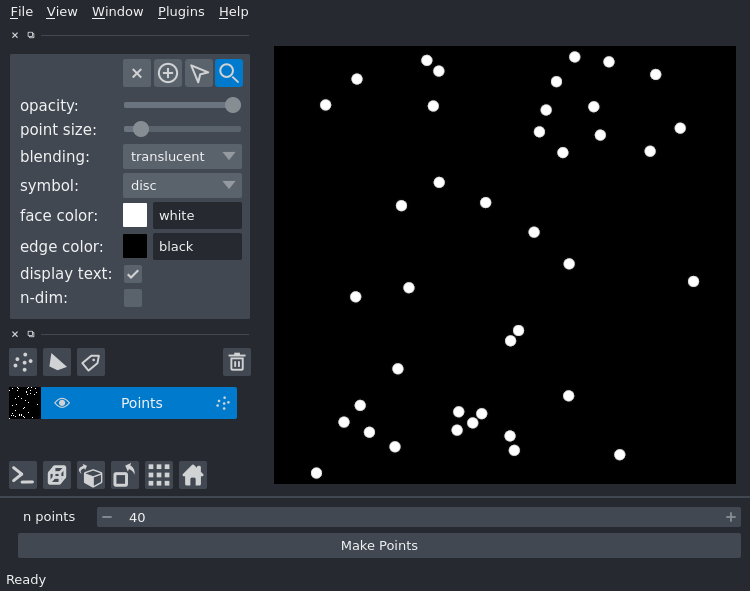 File View Window Plugins Help
opacity:
point size:
blending: translucent
symbol: disc
face color: white
edge color: black
display text:
n-dim:
Points
n points 40
Make Points
Ready